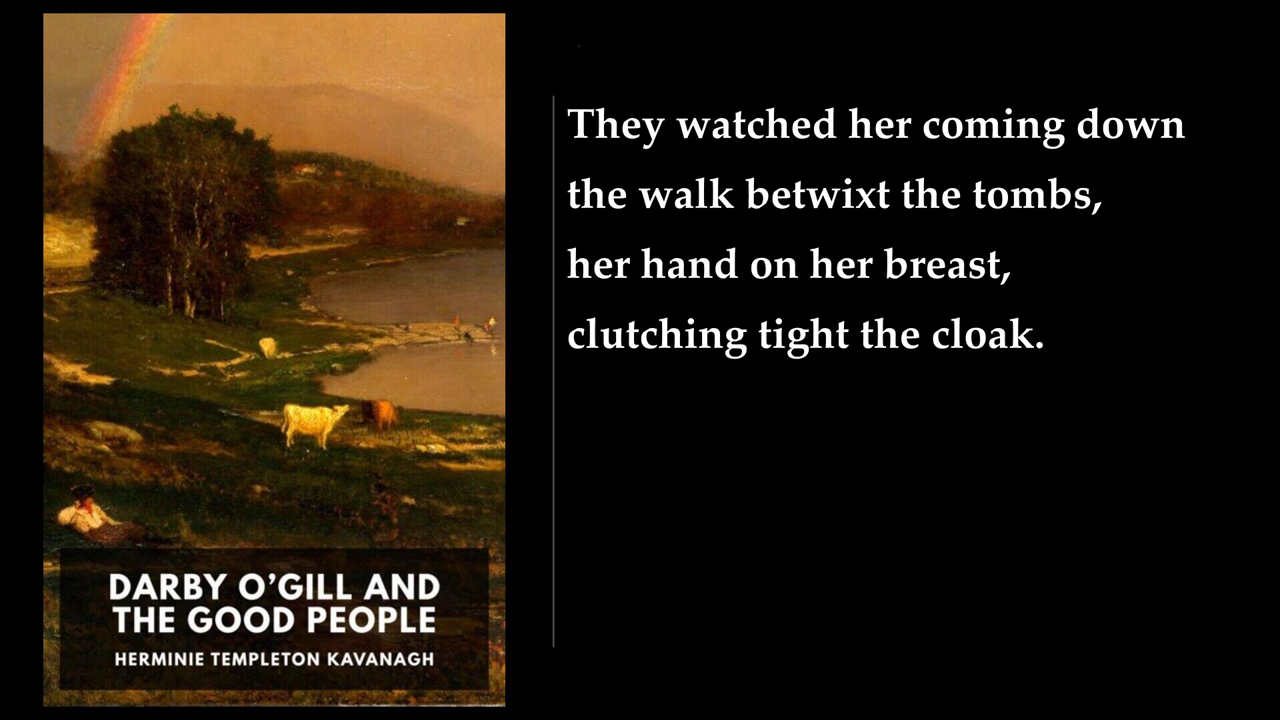 DARBY O’GILL AND
THE GOOD PEOPLE
HERMINIE TEMPLETON KAVANAGH
They watched her coming down
the walk betwixt the tombs,
her hand on her breast,
clutching tight the cloak.